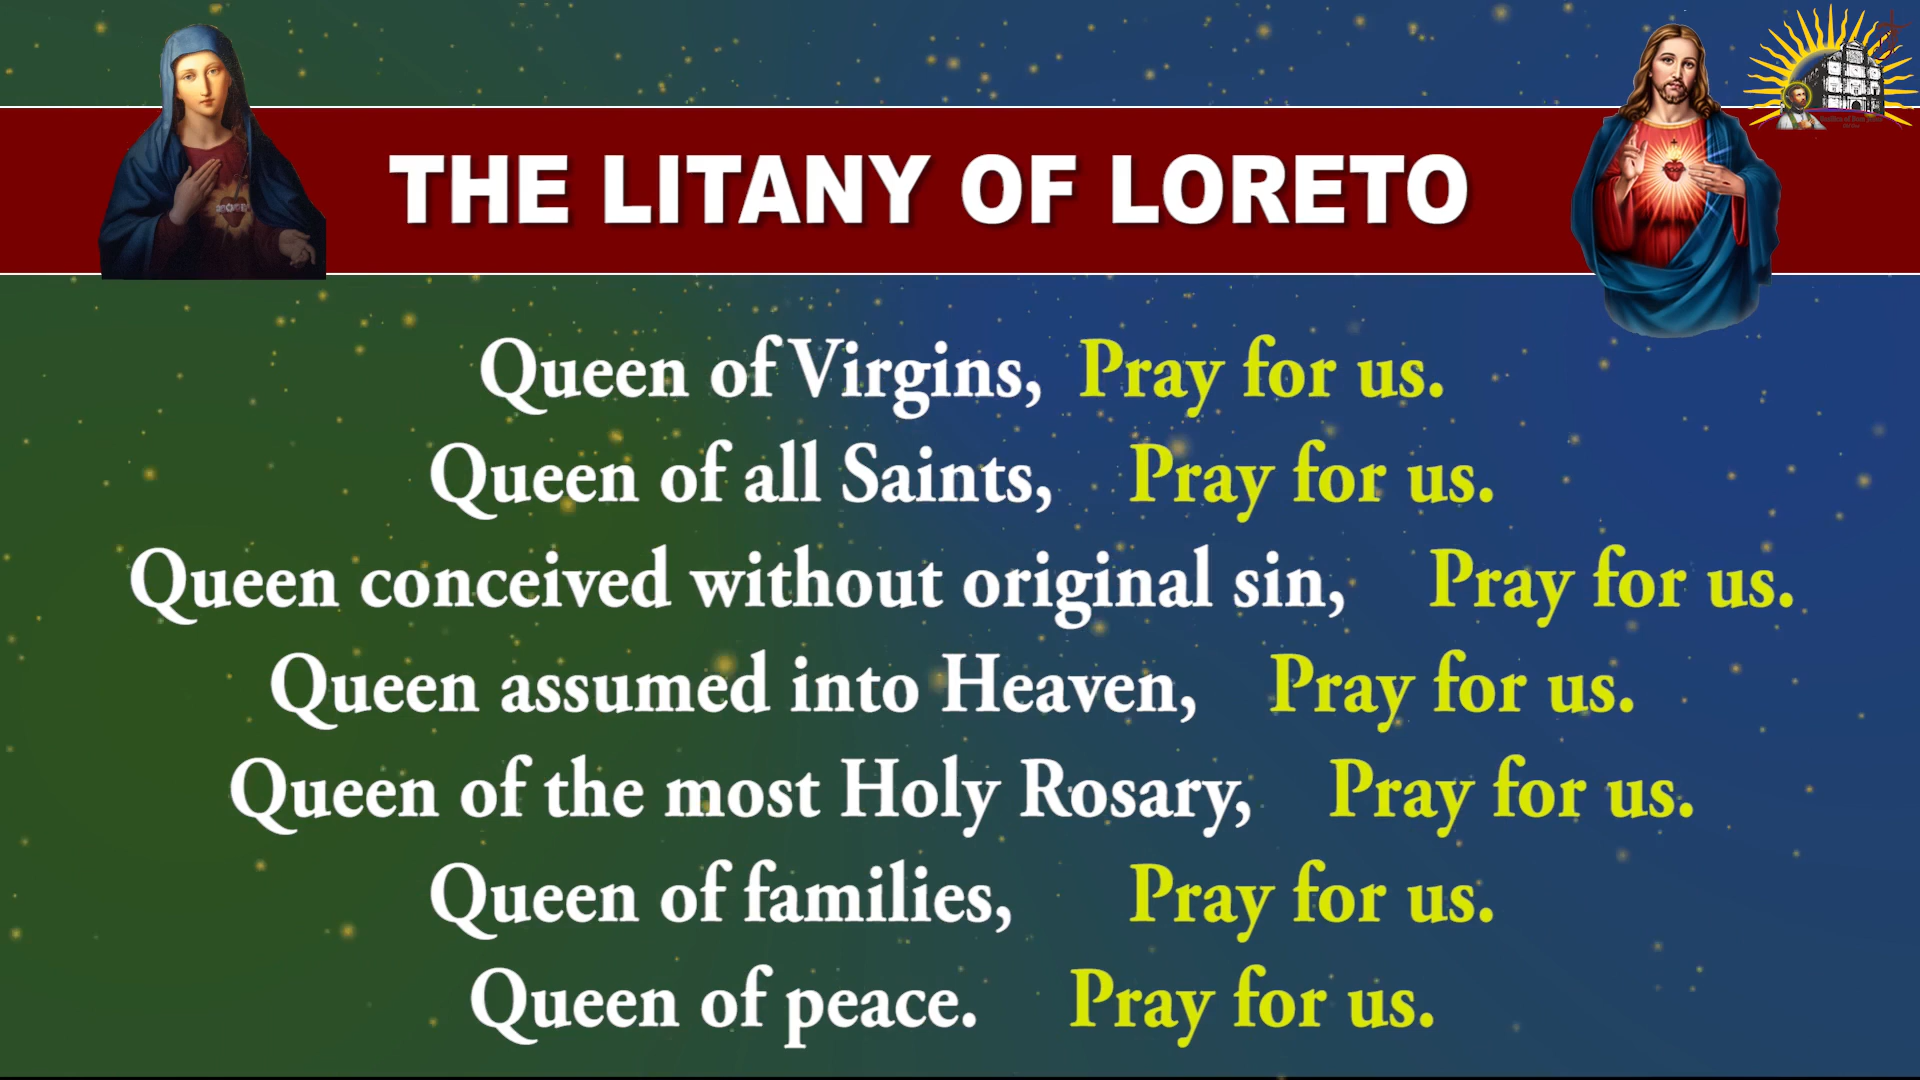 THE LITANY OF LORETO
Queen of Virgins, Pray for us.
Queen of all Saints, Pray for us.
Queen conceived without original sin, Pray for us.
Queen assumed into Heaven, Pray for us.
Queen of the most Holy Rosary, Pray for us.
Queen of families, Pray for us.
Queen of peace. Pray for us.